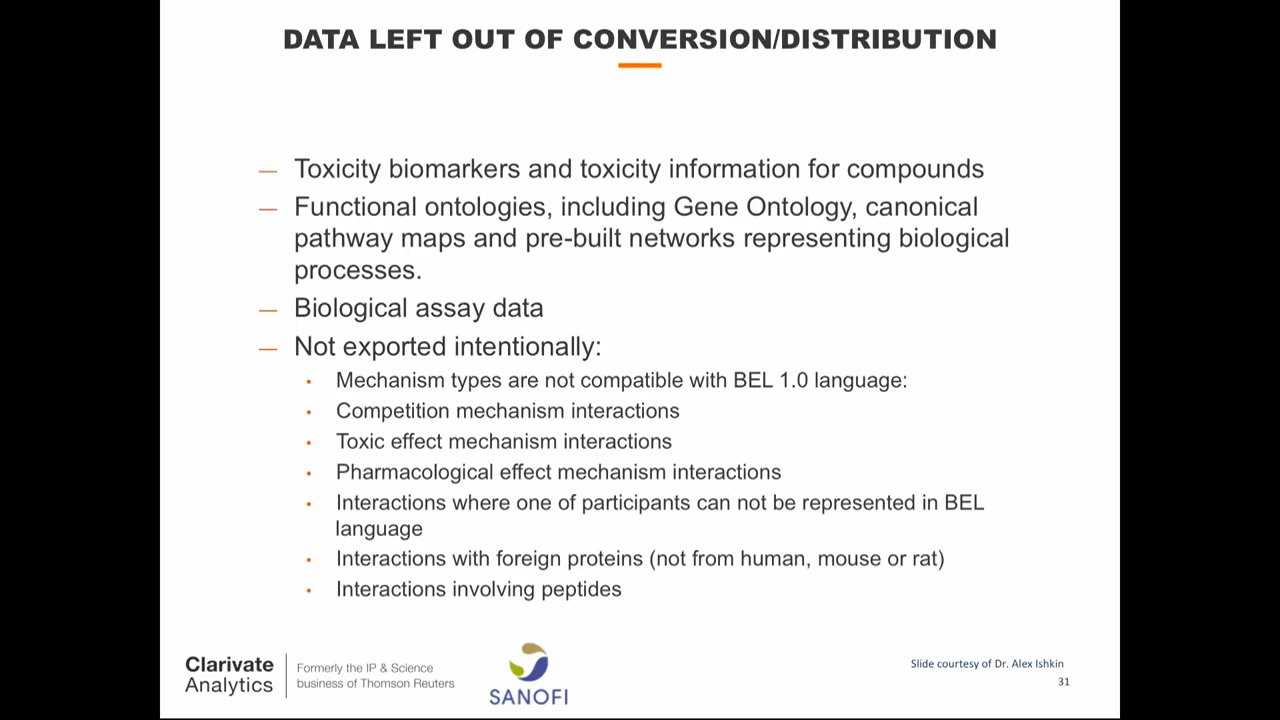 DATA LEFT OUT OF CONVERSION/DISTRIBUTION
— Toxicity biomarkers and toxicity information for compounds
— Functional ontologies, including Gene Ontology, canonical
pathway maps and pre-built networks representing biological
processes.
— Biological assay data
— Not exported intentionally:
• Mechanism types are not compatible with BEL 1.0 language:
• Competition mechanism interactions
• Toxic effect mechanism interactions
• Pharmacological effect mechanism interactions
• Interactions where one of participants can not be represented in BEL
language
• Interactions with foreign proteins (not from human, mouse or rat)
• Interactions involving peptides
Clarivate
Analytics
Formerly the IP & Science
business of Thomson Reuters
SANOFI
Slide courtesy of Dr. Alex Ishkin
31